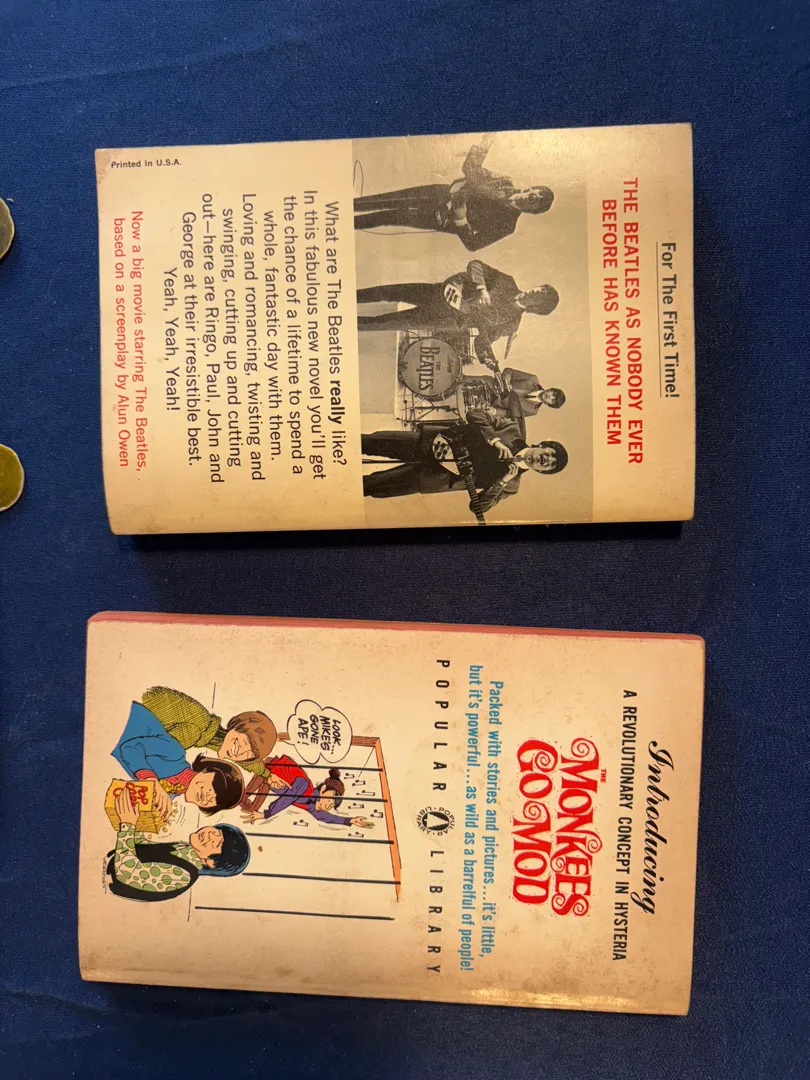 For The First Time!
THE BEATLES AS NOBODY EVER
BEFORE HAS KNOWN THEM
THE
BEATLES
What are The Beatles really like?
In this fabulous new novel you'll get
the chance of a lifetime to spend a
whole, fantastic day with them.
Loving and romancing, twisting and
swinging, cutting up and cutting
out—here are Ringo, Paul, John and
George at their irresistible best.
Yeah, Yeah, Yeah!
Now a big movie starring The Beatles,
based on a screenplay by Alun Owen
Printed in U.S.A.
Introducing
A REVOLUTIONARY CONCEPT IN HYSTERIA
THE
MONKEES
GO MOD
Packed with stories and pictures...it's little,
but it's powerful...as wild as a barrelful of people!
POPULAR LIBRARY
LOOK...
MIKE'S
GONE
APE!
POP